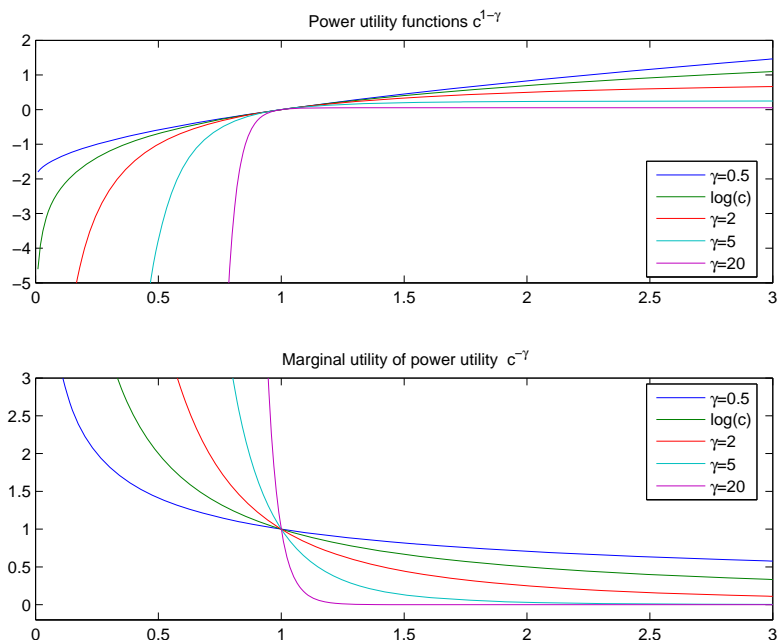 Power utility functions c^{1−γ}
1
0
−1
−2
−3
−4
−5
0 0.5 1 1.5 2 2.5 3
γ=0.5
log(c)
γ=2
γ=5
γ=20
Marginal utility of power utility c^{−γ}
3
2.5
2
1.5
1
0.5
0
0 0.5 1 1.5 2 2.5 3
γ=0.5
log(c)
γ=2
γ=5
γ=20